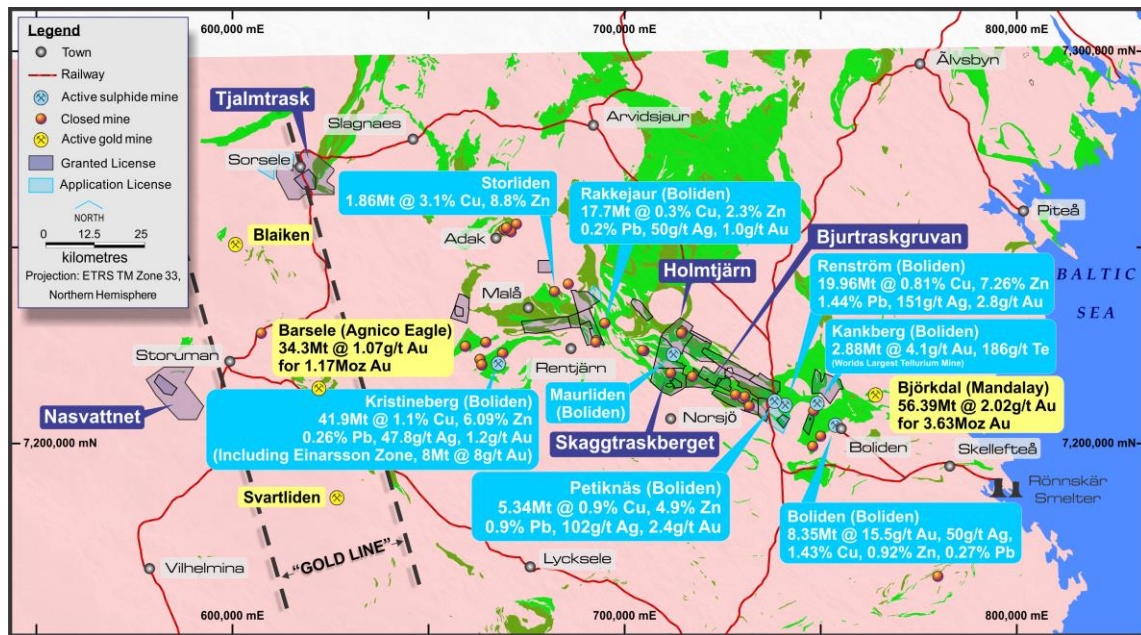 600,000 mE
700,000 mE
800,000 mE
7,300,000 mN
Legend
Town
Railway
Active sulphide mine
Closed mine
Active gold mine
Granted License
Application License
NORTH
0 12.5 25
kilometres
Projection: ETRS TM Zone 33,
Northern Hemisphere
Tjalmtrask
Slagnaes
Sorsele
Arvidsjaur
Älvsbyn
Piteå
BALTIC
SEA
Storliden
1.86Mt @ 3.1% Cu, 8.8% Zn
Rakkejaur (Boliden)
17.7Mt @ 0.3% Cu, 2.3% Zn
0.2% Pb, 50g/t Ag, 1.0g/t Au
Bjurtraskgruvan
Blaiken
Adak
Holmtjärn
Renström (Boliden)
19.96Mt @ 0.81% Cu, 7.26% Zn
1.44% Pb, 151g/t Ag, 2.8g/t Au
Malå
Barsele (Agnico Eagle)
34.3Mt @ 1.07g/t Au
for 1.17Moz Au
Kankberg (Boliden)
2.88Mt @ 4.1g/t Au, 186g/t Te
(Worlds Largest Tellurium Mine)
Storuman
Rentjärn
Maurliden
(Boliden)
Björkdal (Mandalay)
56.39Mt @ 2.02g/t Au
for 3.63Moz Au
Nasvattnet
Kristineberg (Boliden)
41.9Mt @ 1.1% Cu, 6.09% Zn
0.26% Pb, 47.8g/t Ag, 1.2g/t Au
(Including Einarsson Zone, 8Mt @ 8g/t Au)
Norsjö
Skaggtraskberget
7,200,000 mN
7,200,000 mN
Boliden
Skellefteå
Rönnskär
Smelter
Svartliden
Petiknäs (Boliden)
5.34Mt @ 0.9% Cu, 4.9% Zn
0.9% Pb, 102g/t Ag, 2.4g/t Au
Boliden (Boliden)
8.35Mt @ 15.5g/t Au, 50g/t Ag,
1.43% Cu, 0.92% Zn, 0.27% Pb
"GOLD LINE"
Vilhelmina
Lycksele
600,000 mE
700,000 mE
800,000 mE